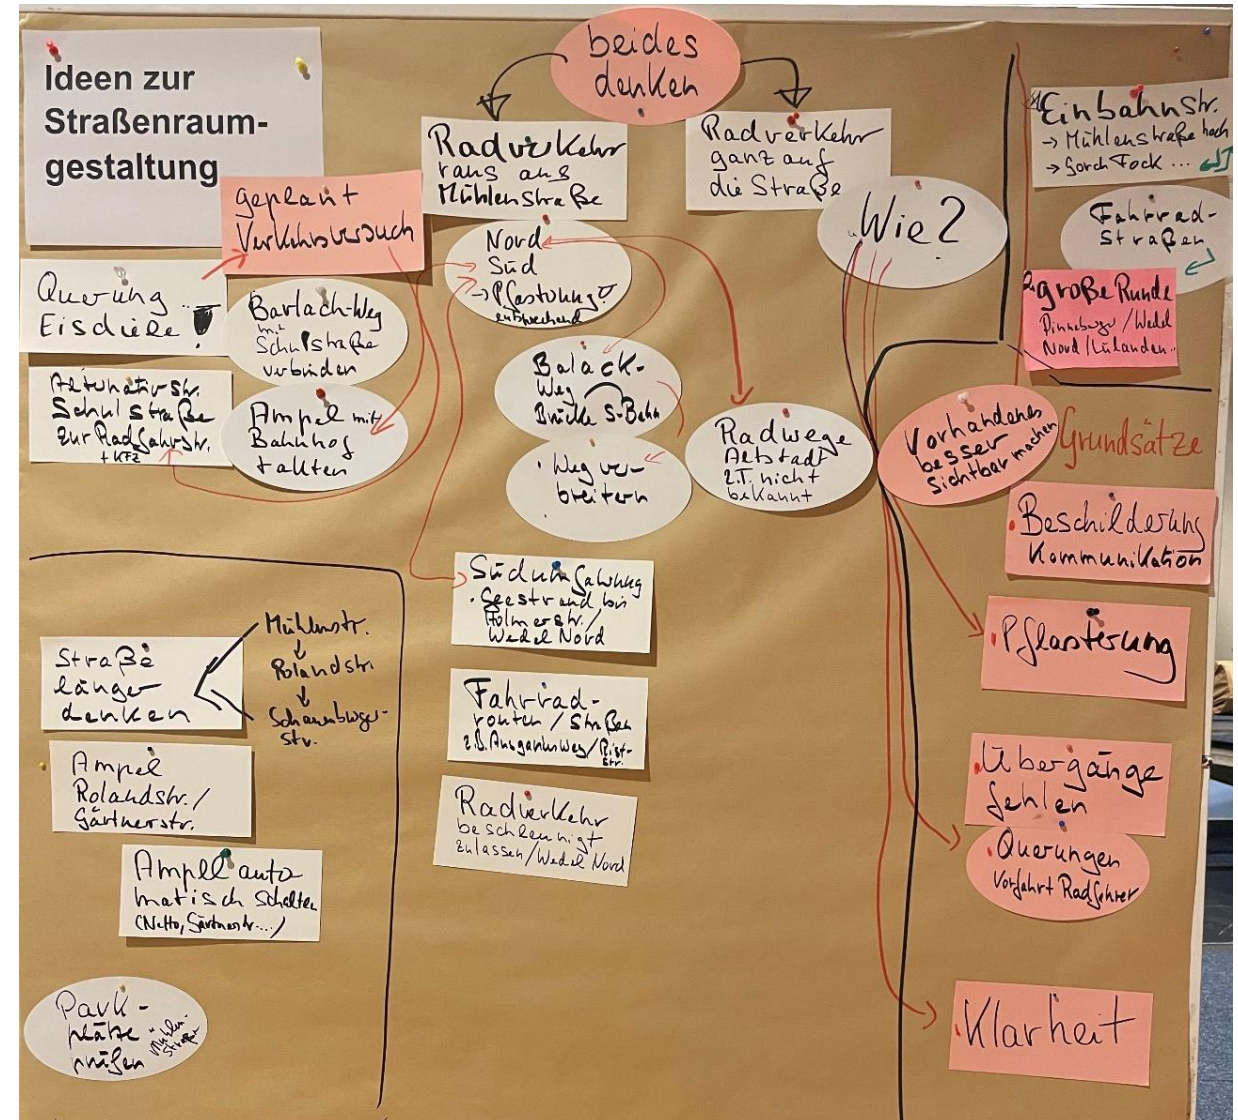 Ideen zur
Straßenraum-
gestaltung
beides
denken
geplant
Verkehrsversuch
Querung
Eisdiele !
Barlach-Weg
mit
Schulstraße
verbinden
Alternativstr.
Schulstraße
zur Radfahrstr.
+ KFZ
Ampel mit
Bahnhof
takten
Radverkehr
raus aus
Mühlenstraße
Nord
Süd
→ Pflasterung?
entsprechend
Balack-
Weg
Brücke S-Bahn
Weg ver-
breitern
Radwege
Altstadt
z.T. nicht
bekannt
Südumfahrung
Seestrand bis
Holmerstr./
Wedel Nord
Fahrrad-
routen / Straßen
z.B. /Rist-
str.
Radverkehr
beschleunigt
zulassen/Wedel Nord
Radverkehr
ganz auf
die Straße
Wie?
1. Einbahnstr.
→ Mühlenstraße hoch
→ Gorch Fock ...
Fahrrad-
straßen
2. große Runde
Pinneberger / Wedel
Nord /Lülanden..
Grundsätze
Vorhandenes
besser
Sichtbar machen
Beschilderung
Kommunikation
Pflasterung
Übergänge
fehlen
Querungen
Vorfahrt Radfahrer
Klarheit
Straße
länger
denken
Mühlenstr.
↓
Rolandstr.
↓
Schauenburger-
str.
Ampel
Rolandstr./
Gärtnerstr.
Ampel auto
matisch schalten
(Netto, Gärtnerstr....)
Park-
plätze
prüfen
Mühlen-
straße